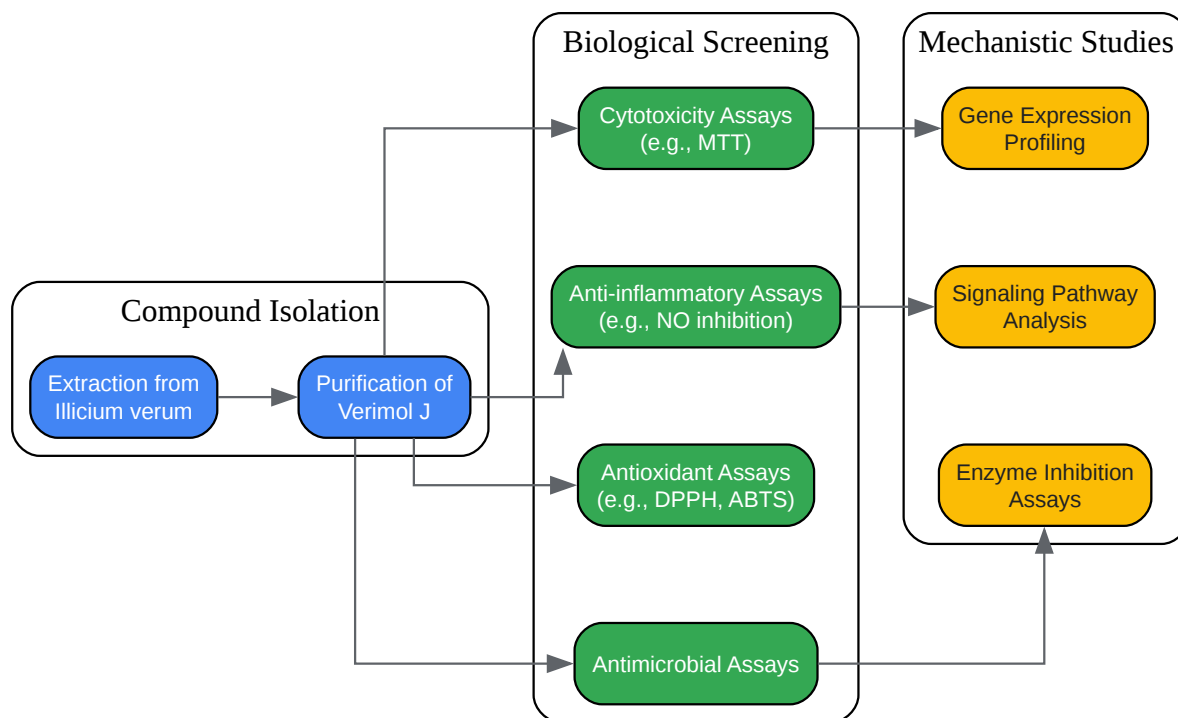 Compound Isolation
Extraction from
Illicium verum
Purification of
Verimol J
Biological Screening
Cytotoxicity Assays
(e.g., MTT)
Anti-inflammatory Assays
(e.g., NO inhibition)
Antioxidant Assays
(e.g., DPPH, ABTS)
Antimicrobial Assays
Mechanistic Studies
Gene Expression
Profiling
Signaling Pathway
Analysis
Enzyme Inhibition
Assays